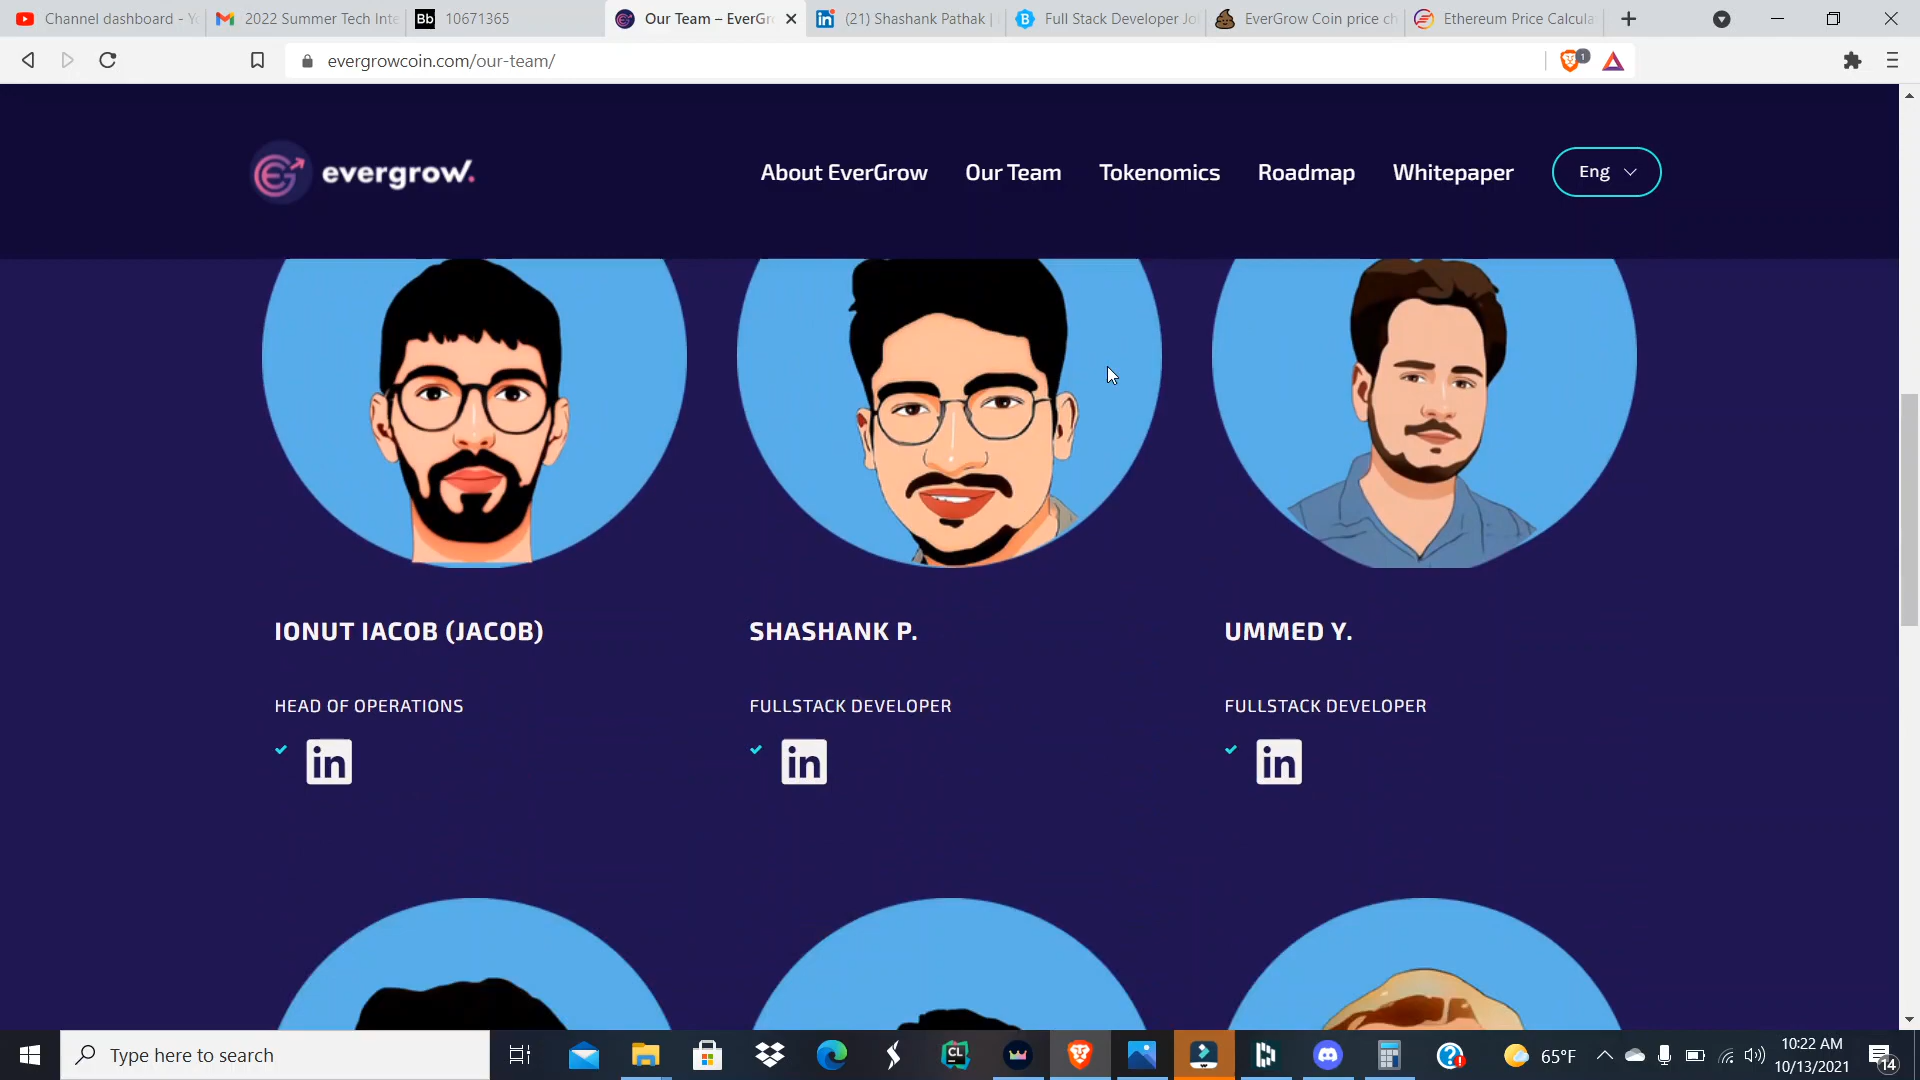 Channel dashboard - Y
2022 Summer Tech Inte
Bb 10671365
Our Team – EverGr
(21) Shashank Pathak |
Full Stack Developer Jo
EverGrow Coin price ch
Ethereum Price Calcula
evergrowcoin.com/our-team/
1
evergrow.
About EverGrow
Our Team
Tokenomics
Roadmap
Whitepaper
Eng
IONUT IACOB (JACOB)
SHASHANK P.
UMMED Y.
HEAD OF OPERATIONS
FULLSTACK DEVELOPER
FULLSTACK DEVELOPER
in
in
in
Type here to search
CL
65°F
10:22 AM
10/13/2021
14